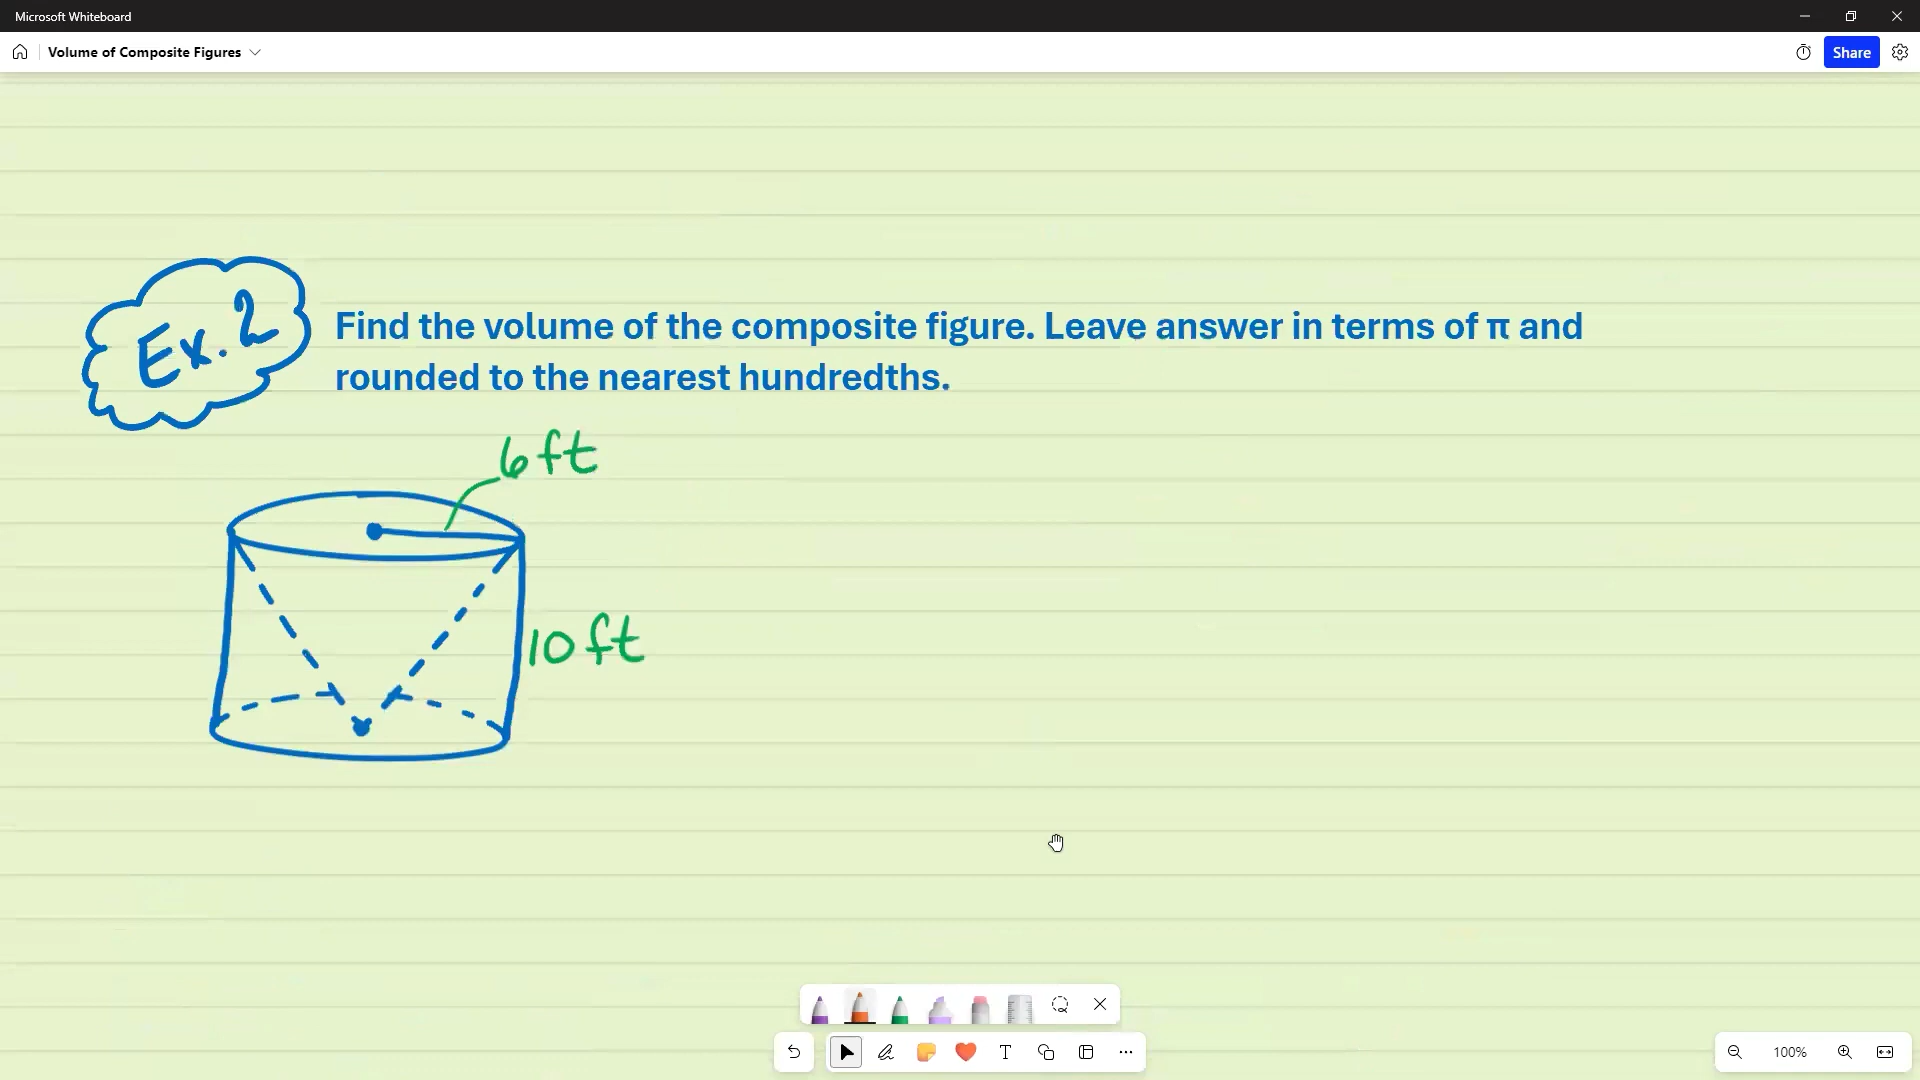 Microsoft Whiteboard
Volume of Composite Figures
Share
Ex. 2
Find the volume of the composite figure. Leave answer in terms of π and
rounded to the nearest hundredths.
6 ft
10 ft
100%